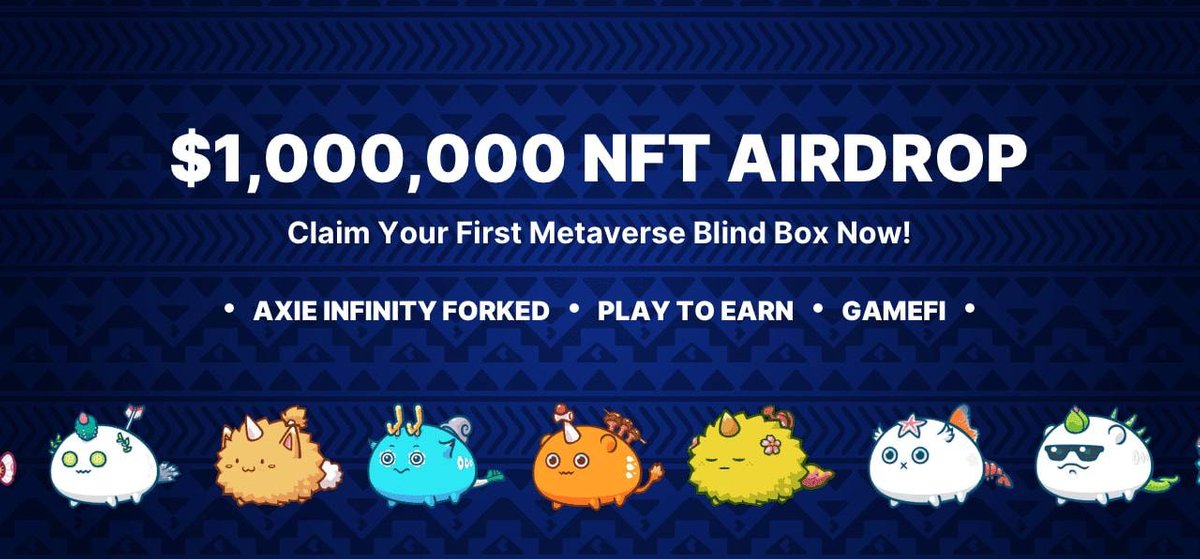 $1,000,000 NFT AIRDROP
Claim Your First Metaverse Blind Box Now!
• AXIE INFINITY FORKED • PLAY TO EARN • GAMEFI •